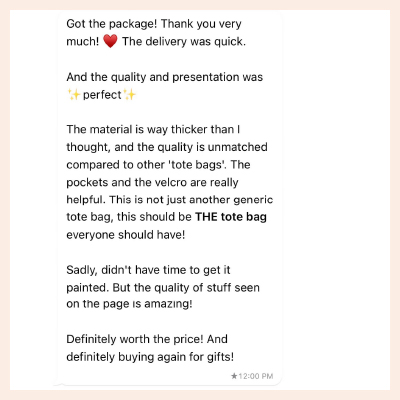 Got the package! Thank you very
much! ❤️ The delivery was quick.
And the quality and presentation was
✨perfect✨
The material is way thicker than I
thought, and the quality is unmatched
compared to other 'tote bags'. The
pockets and the velcro are really
helpful. This is not just another generic
tote bag, this should be THE tote bag
everyone should have!
Sadly, didn't have time to get it
painted. But the quality of stuff seen
on the page is amazing!
Definitely worth the price! And
definitely buying again for gifts!
★12:00 PM